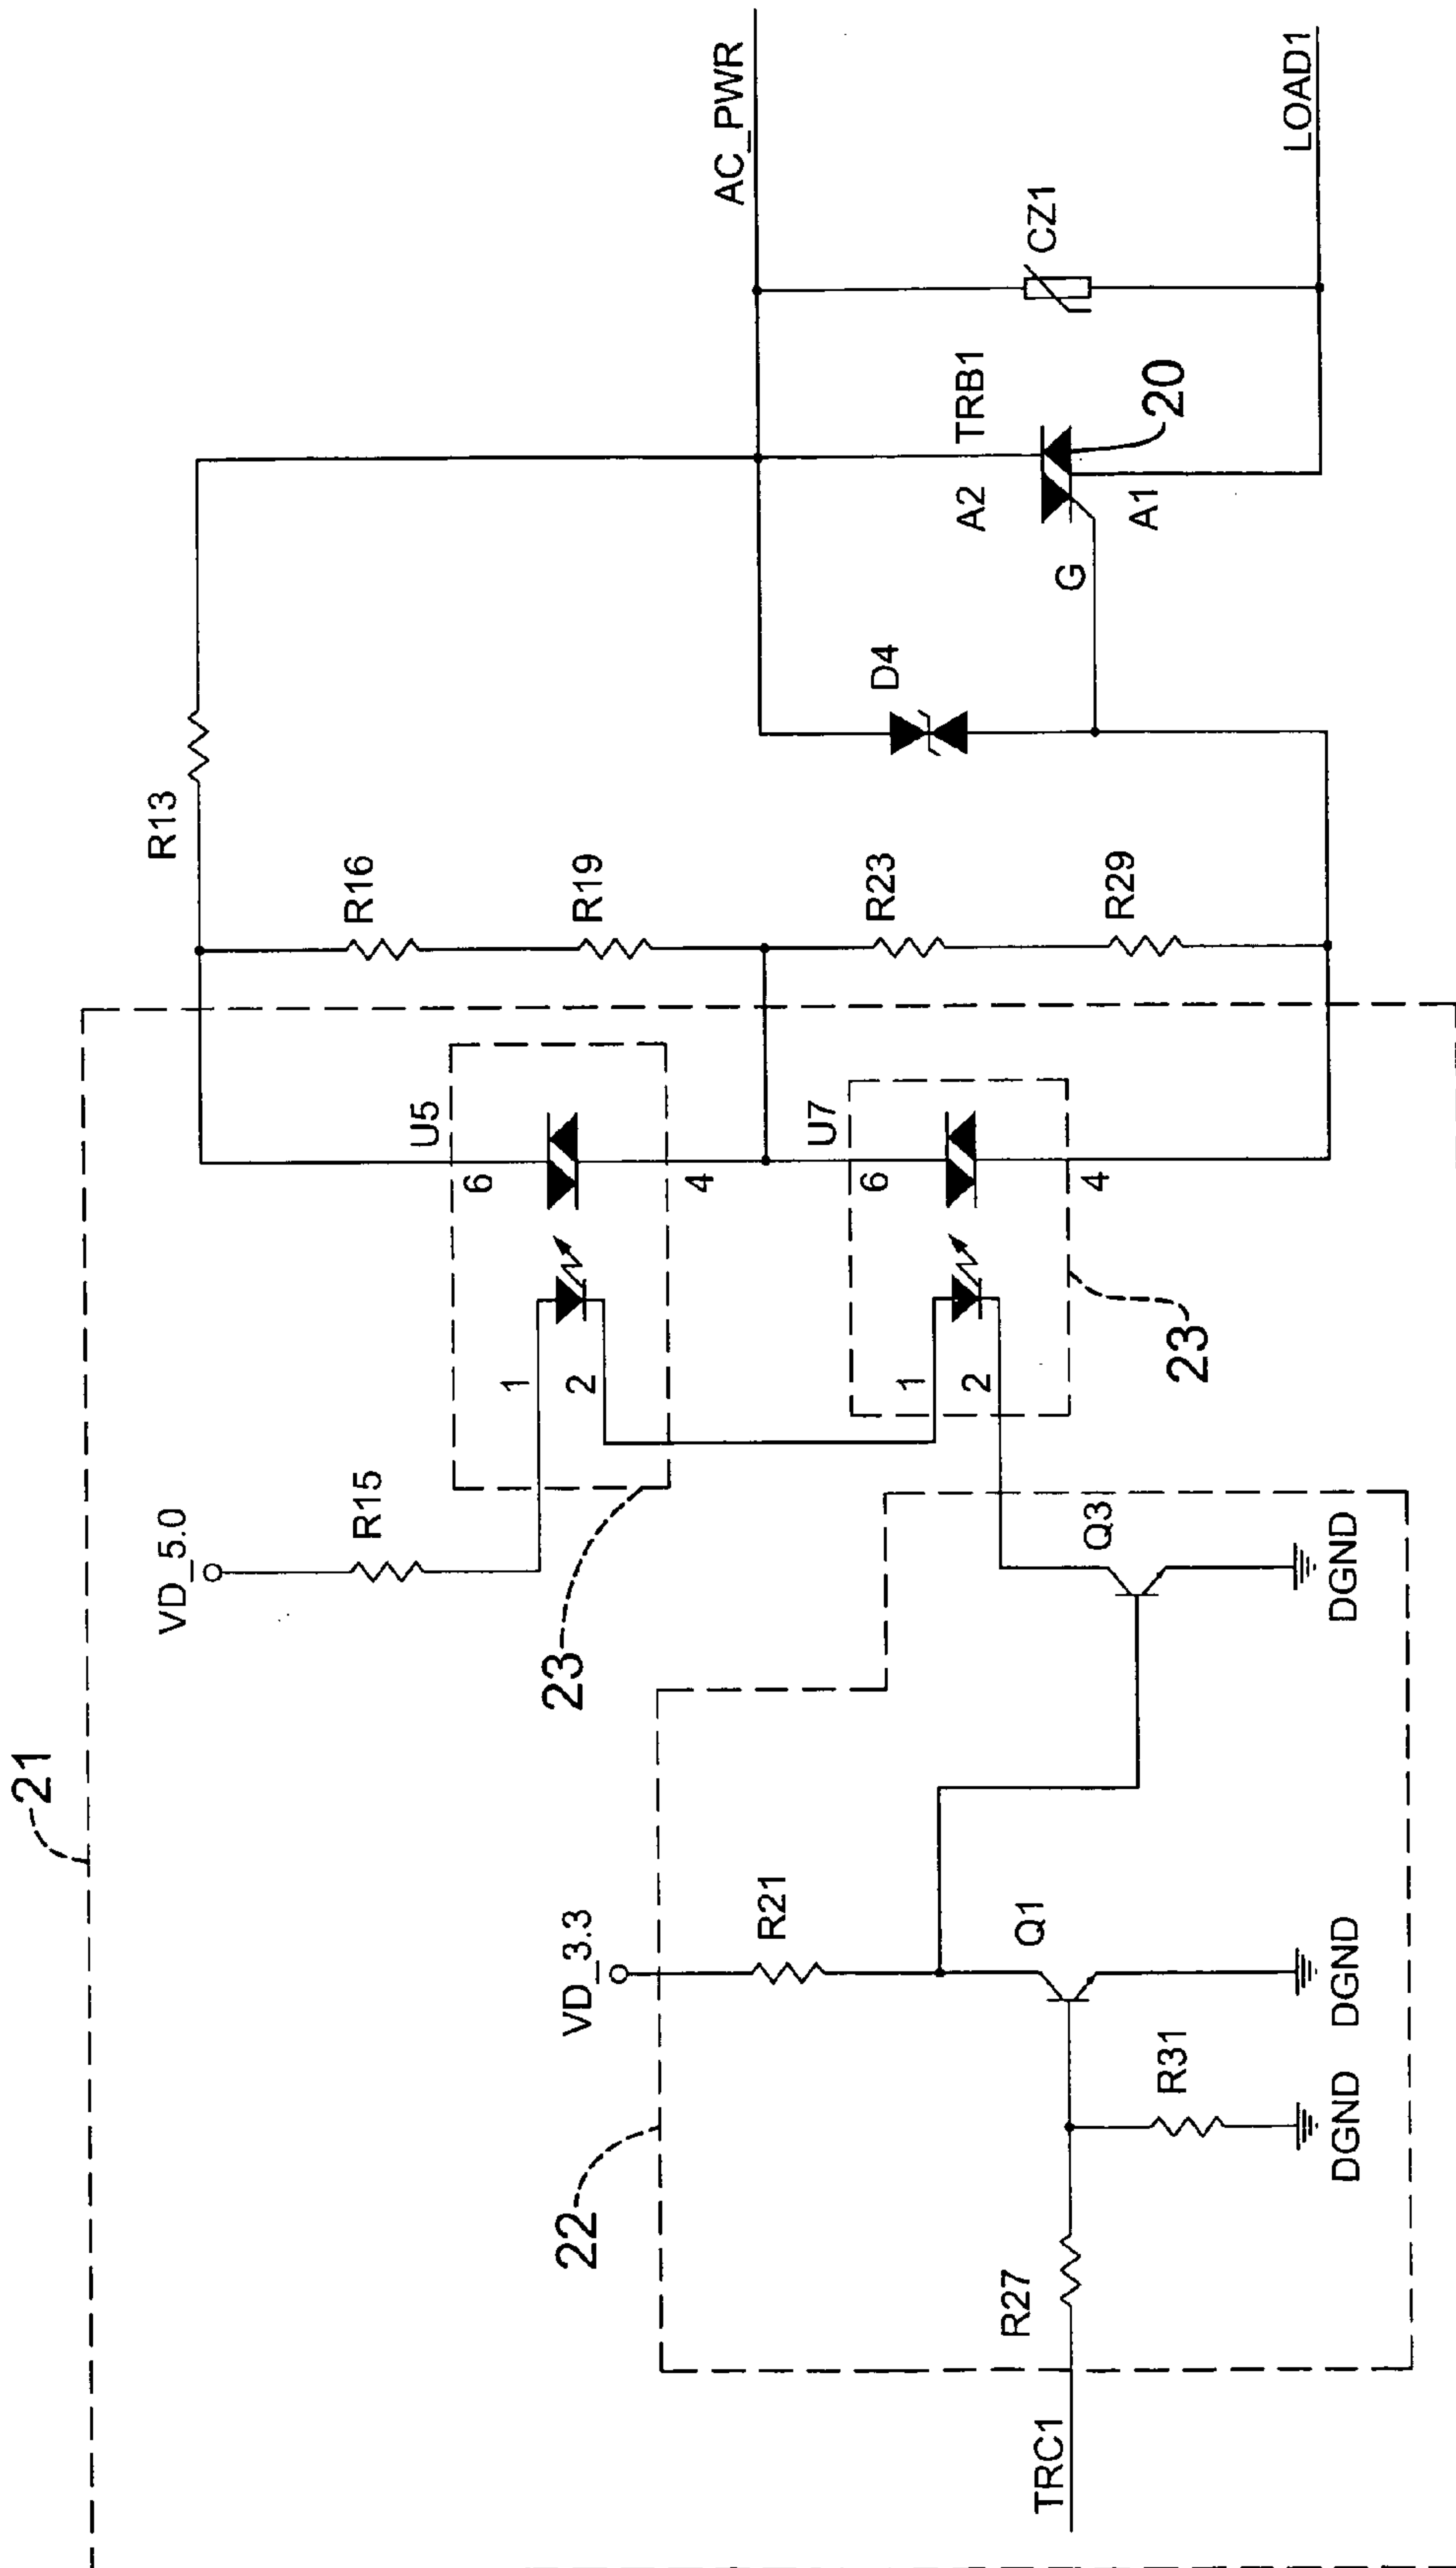 21
VD_5.0
R15
23
U5
1
2
6
4
R13
R16
R19
R23
R29
U7
1
2
6
4
23
AC_PWR
D4
TRB1
A2
A1
G
20
CZ1
LOAD1
VD_3.3
R21
22
Q1
Q3
DGND
DGND
R31
DGND
R27
TRC1